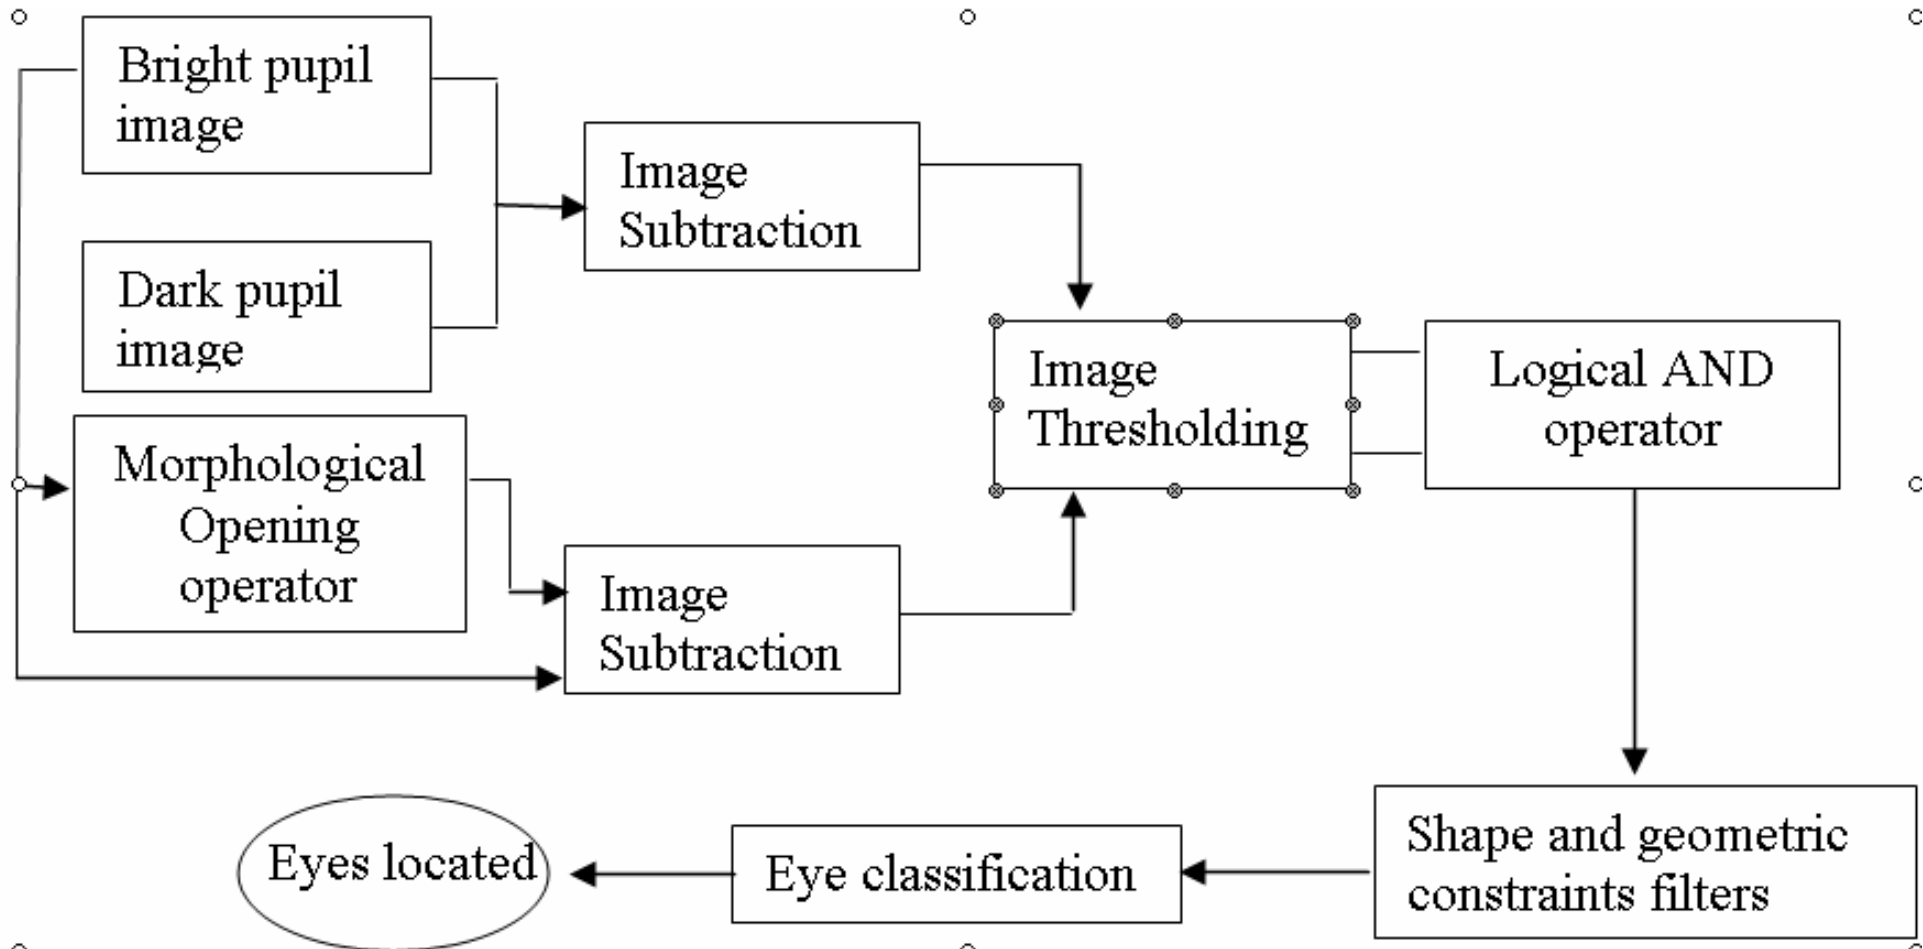 Bright pupil
image
Dark pupil
image
Image
Subtraction
Morphological
Opening
operator
Image
Subtraction
Image
Thresholding
Logical AND
operator
Shape and geometric
constraints filters
Eye classification
Eyes located